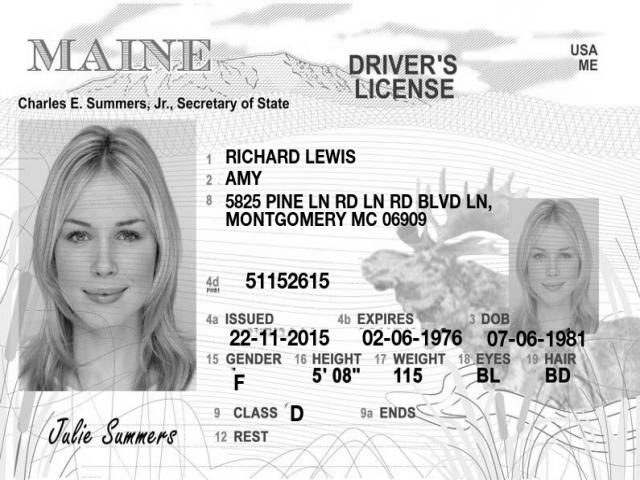 MAINE
DRIVER'S
LICENSE
USA
ME
Charles E. Summers, Jr., Secretary of State
1 RICHARD LEWIS
2 AMY
8 5825 PINE LN RD LN RD BLVD LN,
MONTGOMERY MC 06909
4d 51152615
4a ISSUED 4b EXPIRES 3 DOB
22-11-2015 02-06-1976 07-06-1981
15 GENDER 16 HEIGHT 17 WEIGHT 18 EYES 19 HAIR
F 5' 08" 115 BL BD
9 CLASS D 9a ENDS
12 REST
Julie Summers